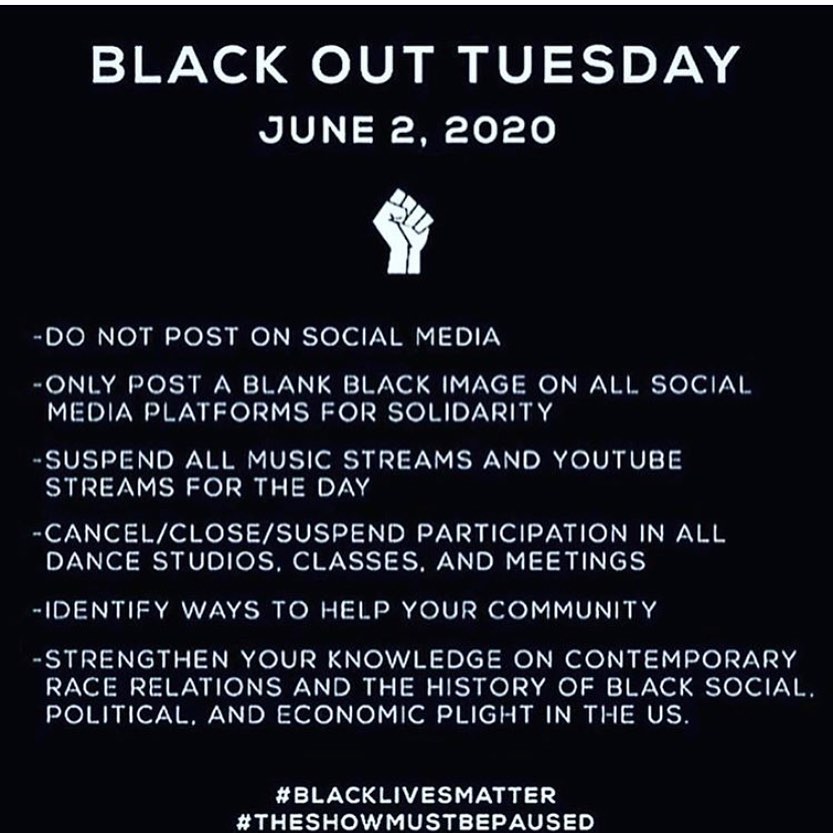 BLACK OUT TUESDAY
JUNE 2, 2020
-DO NOT POST ON SOCIAL MEDIA
-ONLY POST A BLANK BLACK IMAGE ON ALL SOCIAL
MEDIA PLATFORMS FOR SOLIDARITY
-SUSPEND ALL MUSIC STREAMS AND YOUTUBE
STREAMS FOR THE DAY
-CANCEL/CLOSE/SUSPEND PARTICIPATION IN ALL
DANCE STUDIOS, CLASSES, AND MEETINGS
-IDENTIFY WAYS TO HELP YOUR COMMUNITY
-STRENGTHEN YOUR KNOWLEDGE ON CONTEMPORARY
RACE RELATIONS AND THE HISTORY OF BLACK SOCIAL,
POLITICAL, AND ECONOMIC PLIGHT IN THE US.
#BLACKLIVESMATTER
#THESHOWMUSTBEPAUSED